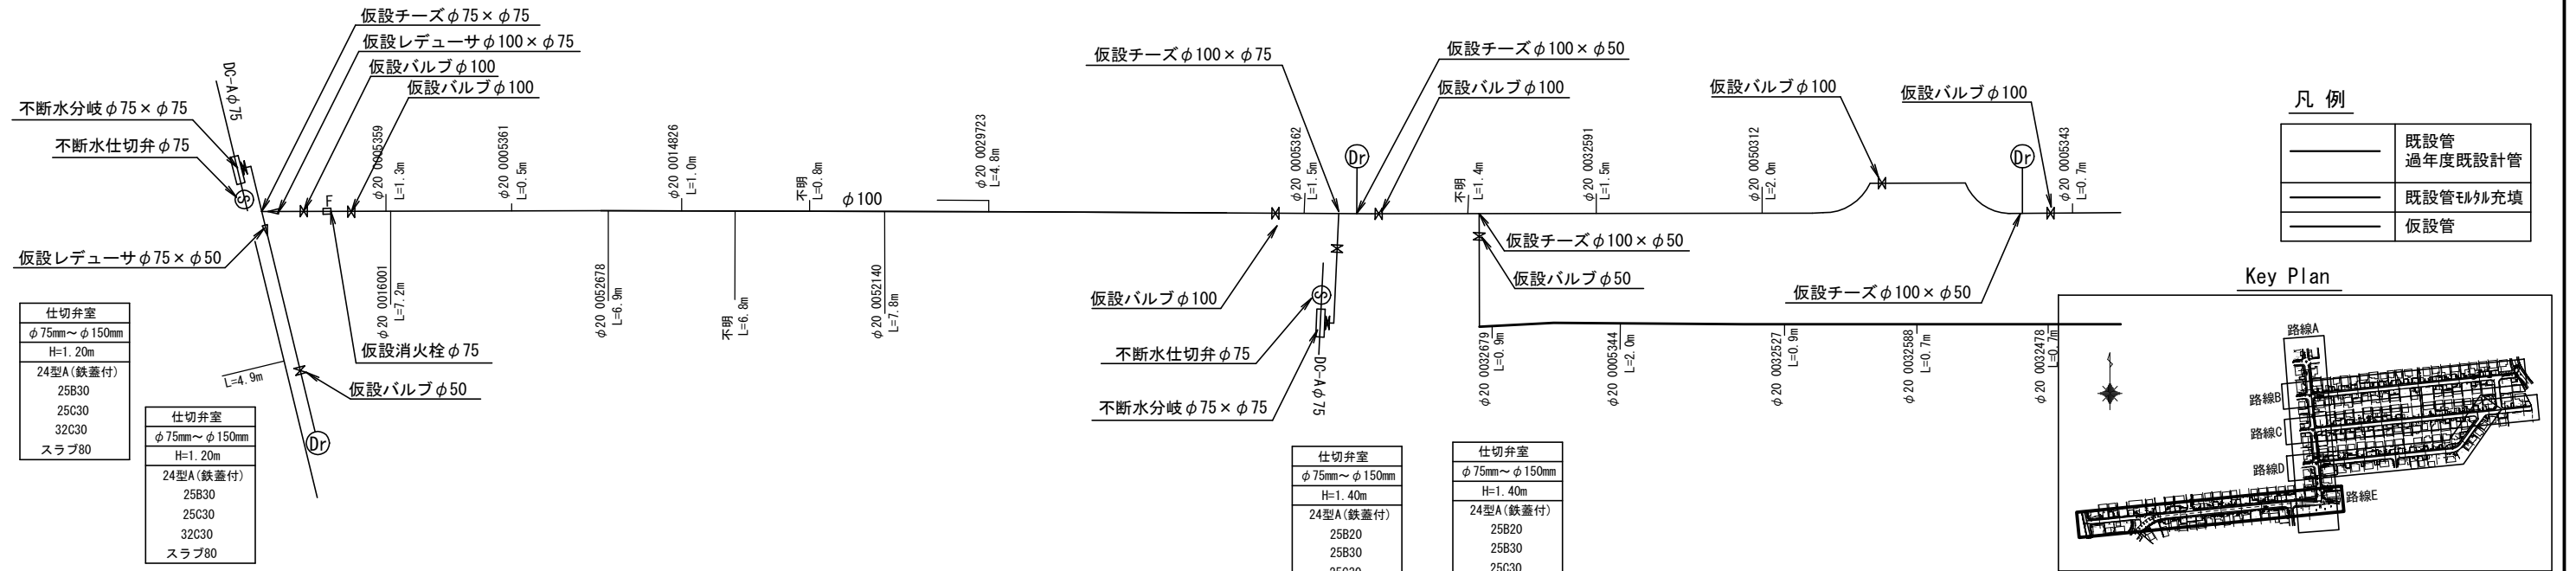 仮設チーズφ75×φ75
仮設レデューサφ100×φ75
仮設バルブφ100
仮設バルブφ100
DC-Aφ75
不断水分岐φ75×φ75
不断水仕切弁φ75
S
F
仮設レデューサφ75×φ50
φ20 0005359
L=1.3m
φ20 0005361
L=0.5m
φ20 0014826
L=1.0m
不明
L=0.8m
φ100
φ20 0029723
L=4.8m
φ20 0016001
L=7.2m
φ20 0052678
L=6.9m
不明
L=6.8m
φ20 0052140
L=7.8m
仮設消火栓φ75
仮設バルブφ50
L=4.9m
Dr
仕切弁室
φ75mm～φ150mm
H=1.20m
24型A(鉄蓋付)
25B30
25C30
32C30
スラブ80
仕切弁室
φ75mm～φ150mm
H=1.20m
24型A(鉄蓋付)
25B30
25C30
32C30
スラブ80
仮設チーズφ100×φ75
仮設チーズφ100×φ50
仮設バルブφ100
仮設バルブφ100
仮設バルブφ100
φ20 0005362
L=1.5m
Dr
不明
L=1.4m
φ20 0032591
L=1.5m
φ20 0050312
L=2.0m
Dr
φ20 0005343
L=0.7m
仮設チーズφ100×φ50
仮設バルブφ50
仮設バルブφ100
仮設チーズφ100×φ50
S
不断水仕切弁φ75
DC-Aφ75
不断水分岐φ75×φ75
φ20 0032679
L=0.9m
φ20 0005344
L=2.0m
φ20 0032527
L=0.9m
φ20 0032588
L=0.7m
φ20 0032478
L=0.7m
仕切弁室
φ75mm～φ150mm
H=1.40m
24型A(鉄蓋付)
25B20
25B30
25C30
仕切弁室
φ75mm～φ150mm
H=1.40m
24型A(鉄蓋付)
25B20
25B30
25C30
凡 例
既設管
過年度既設計管
既設管ﾓﾙﾀﾙ充填
仮設管
Key Plan
路線A
路線B
路線C
路線D
路線E